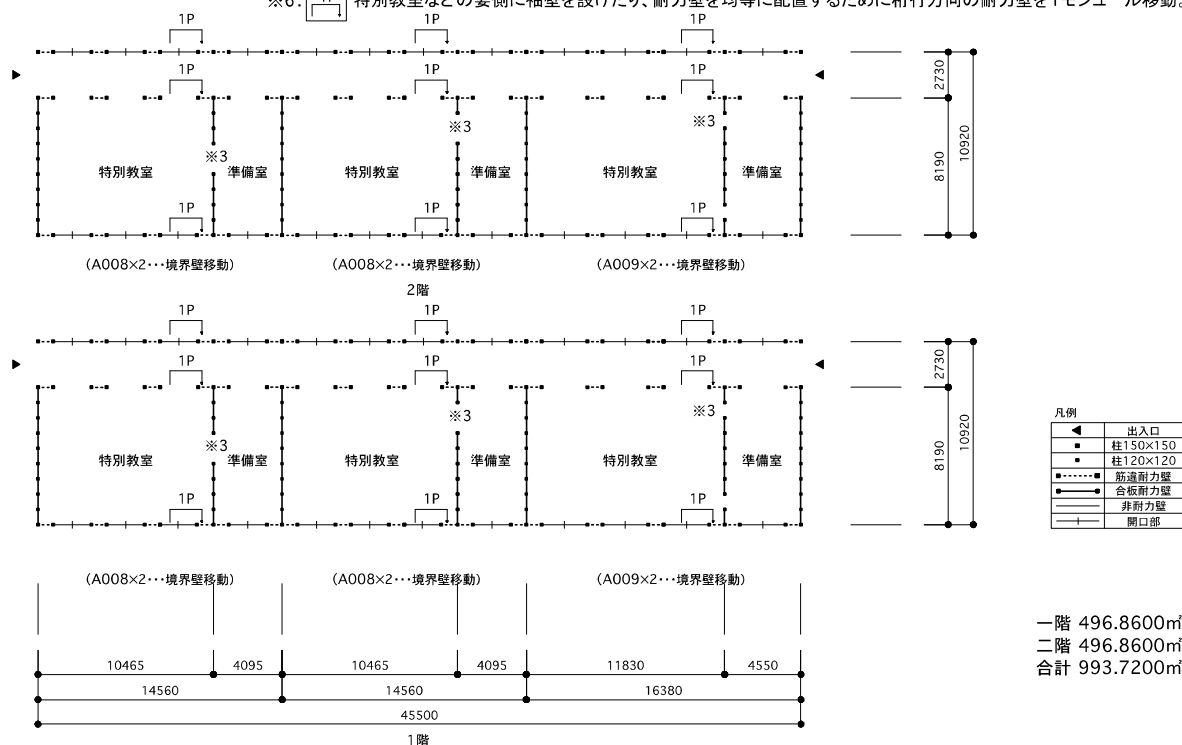 ※6. 特別教室などの妻側に袖壁を設けたり、耐力壁を均等に配置するために桁行方向の耐力壁を1モジュール移動。
1P 1P 1P
1P 1P 1P
2730
10920
8190
※3 ※3
※3
特別教室 準備室 特別教室 準備室 特別教室 準備室
1P 1P 1P
(A008×2・・・境界壁移動) (A008×2・・・境界壁移動) (A009×2・・・境界壁移動)
2階
1P 1P 1P
1P 1P 1P
2730
10920
8190
※3 ※3
※3
特別教室 準備室 特別教室 準備室 特別教室 準備室
1P 1P 1P
(A008×2・・・境界壁移動) (A008×2・・・境界壁移動) (A009×2・・・境界壁移動)
凡例
出入口
柱150×150
柱120×120
筋違耐力壁
合板耐力壁
非耐力壁
開口部
一階 496.8600㎡
二階 496.8600㎡
合計 993.7200㎡
10465 4095 10465 4095 11830 4550
14560 14560 16380
45500
1階